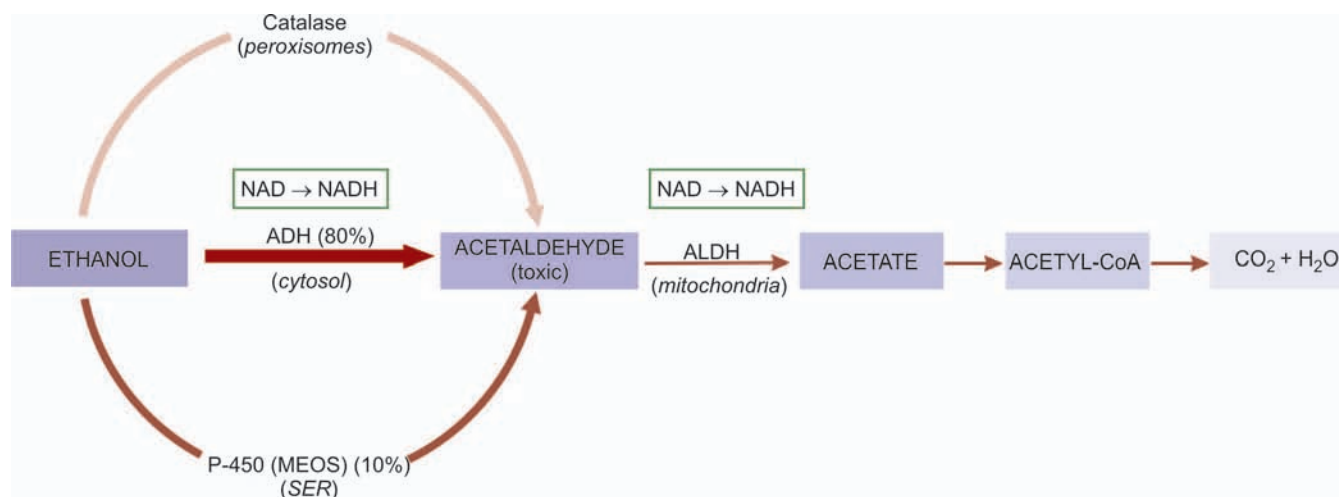 Catalase
(peroxisomes)
NAD → NADH
NAD → NADH
ETHANOL
ADH (80%)
(cytosol)
ACETALDEHYDE
(toxic)
ALDH
(mitochondria)
ACETATE
ACETYL-CoA
CO₂ + H₂O
P-450 (MEOS) (10%)
(SER)